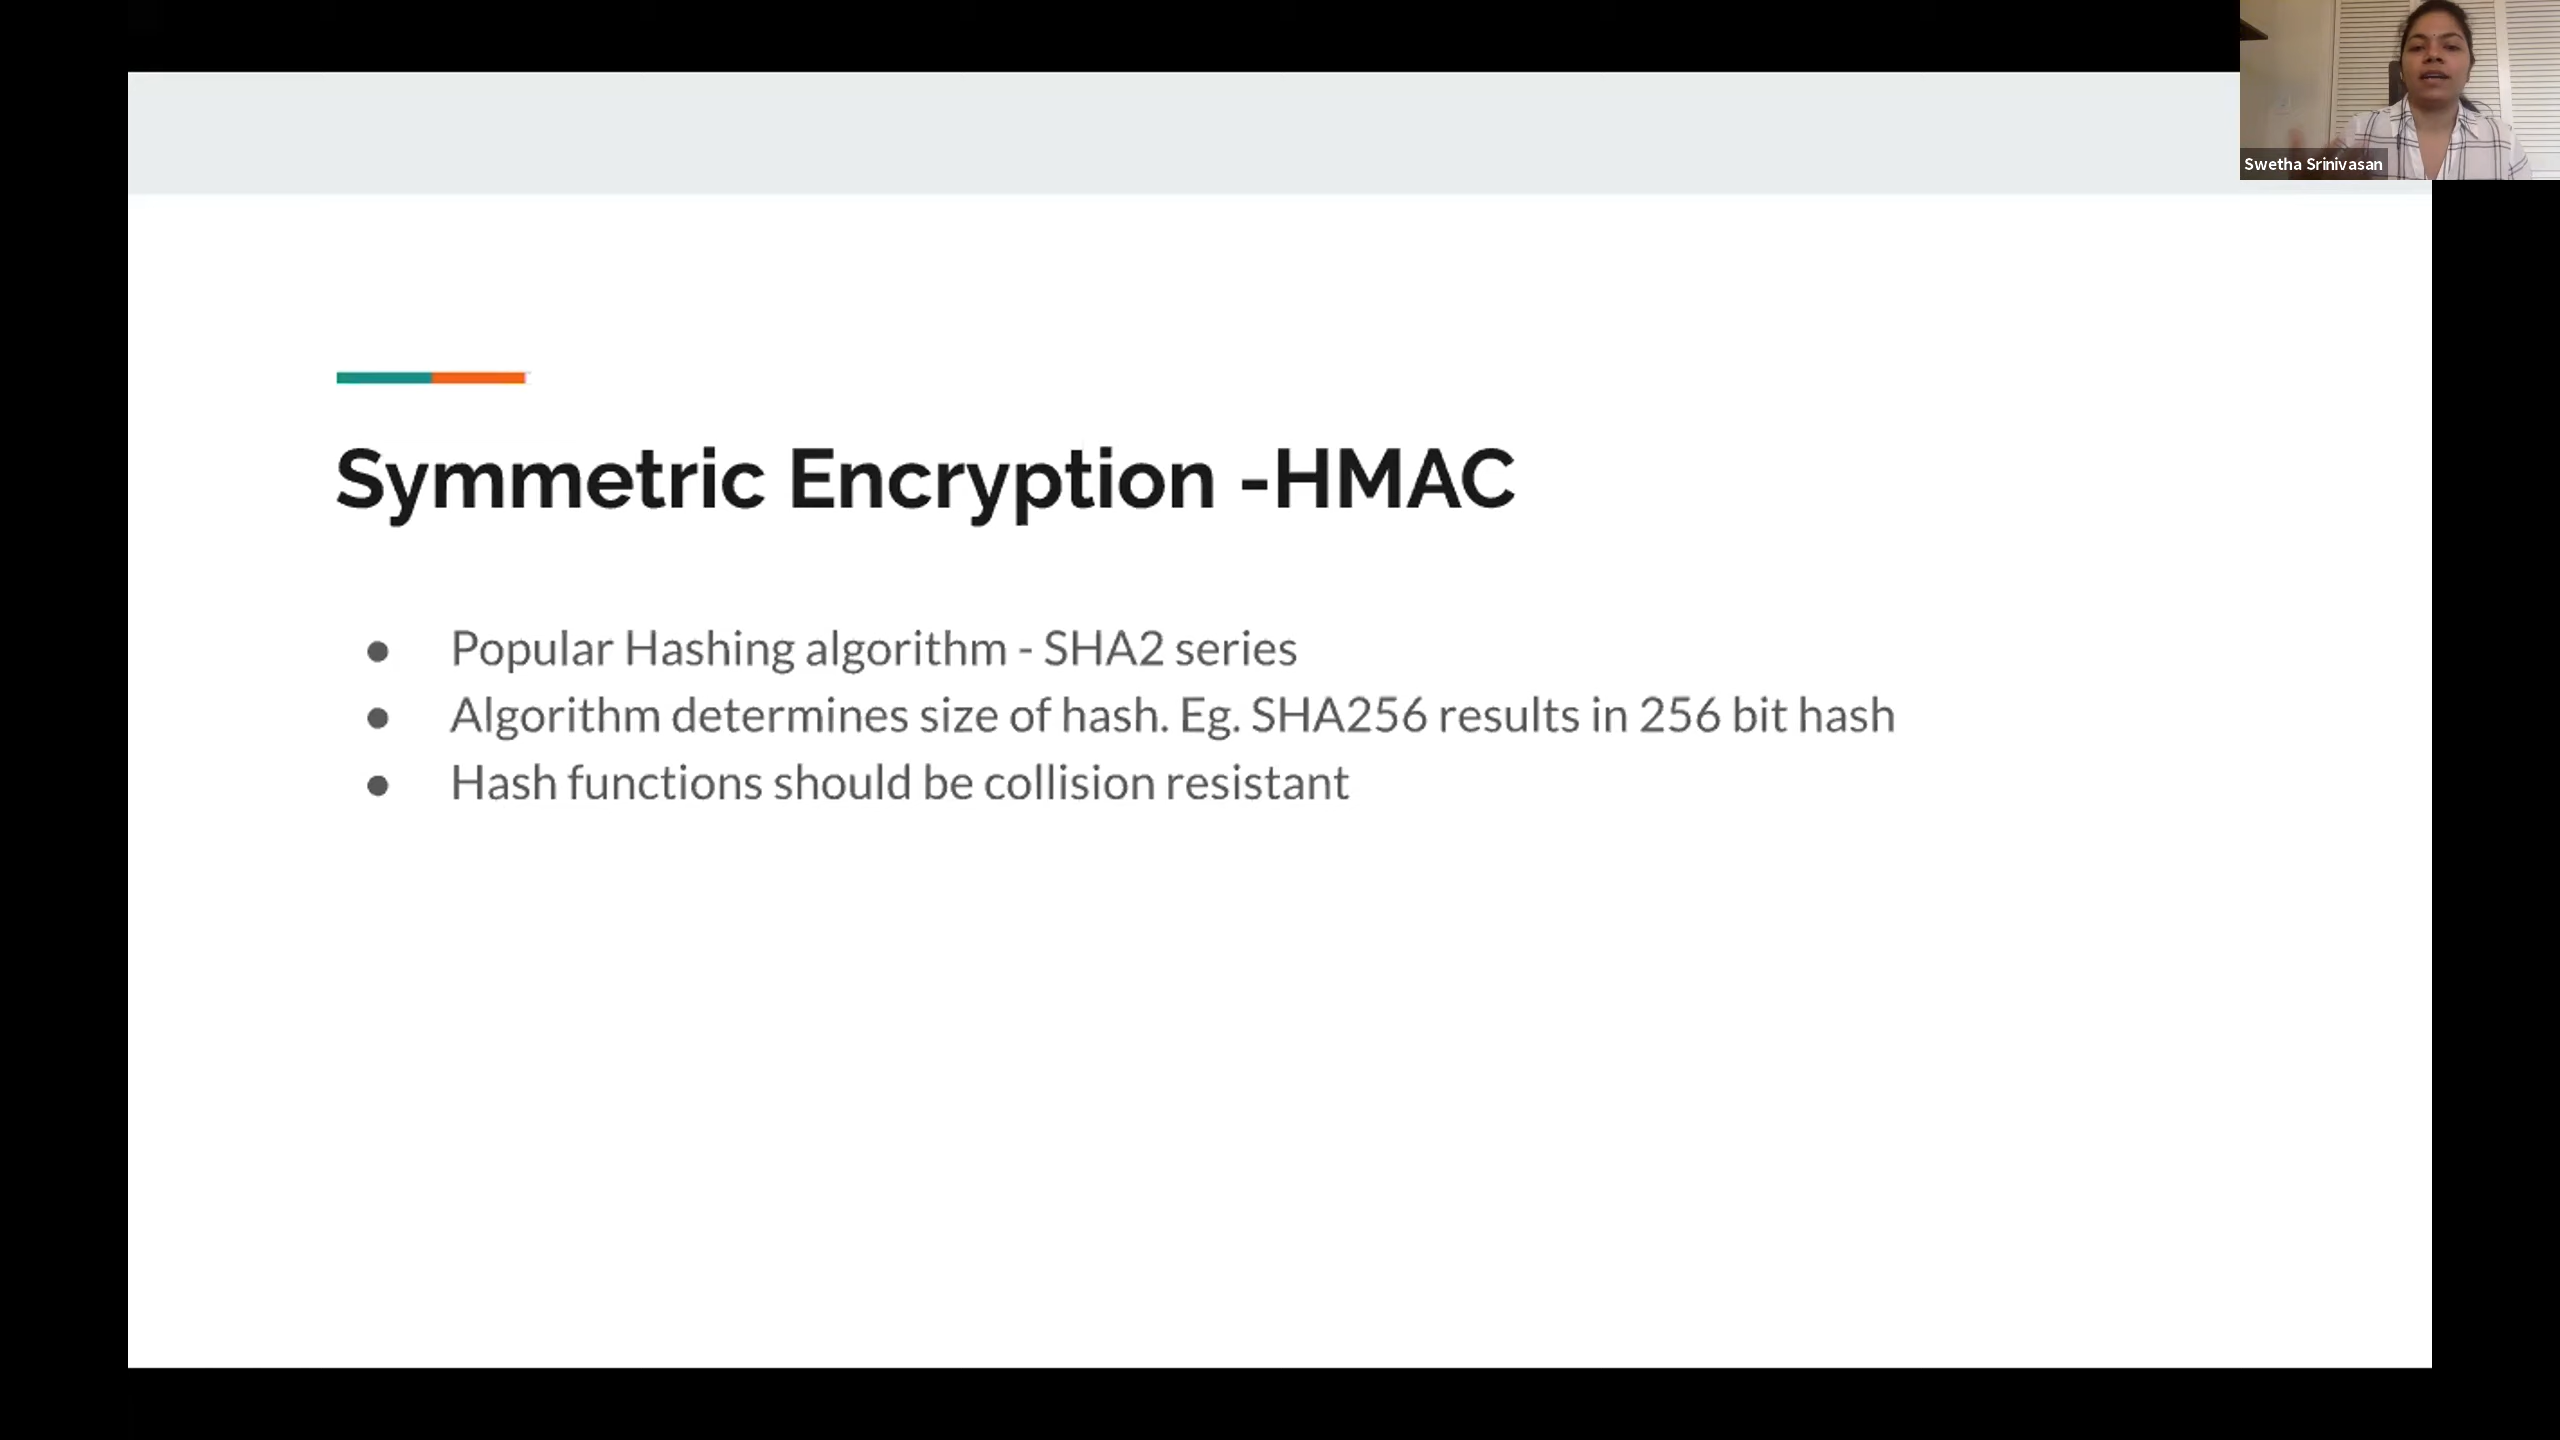 Swetha Srinivasan
Symmetric Encryption -HMAC
● Popular Hashing algorithm - SHA2 series
● Algorithm determines size of hash. Eg. SHA256 results in 256 bit hash
● Hash functions should be collision resistant